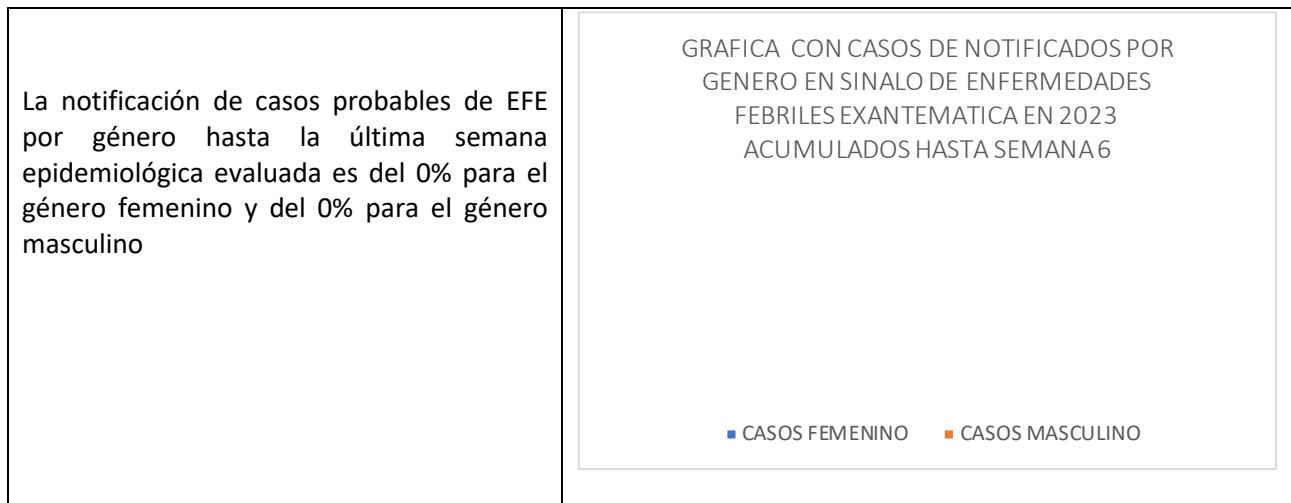 La notificación de casos probables de EFE
por género hasta la última semana
epidemiológica evaluada es del 0% para el
género femenino y del 0% para el género
masculino
GRAFICA CON CASOS DE NOTIFICADOS POR
GENERO EN SINALO DE ENFERMEDADES
FEBRILES EXANTEMATICA EN 2023
ACUMULADOS HASTA SEMANA 6
CASOS FEMENINO CASOS MASCULINO